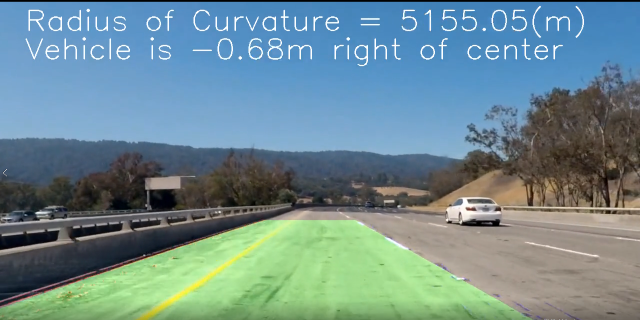 Radius of Curvature = 5155.05(m)
Vehicle is -0.68m right of center